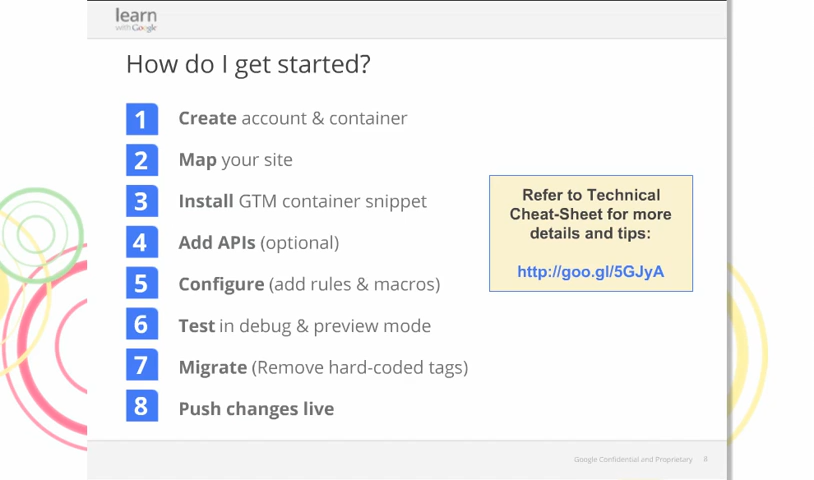 learn
with Google
How do I get started?
1 Create account & container
2 Map your site
3 Install GTM container snippet
4 Add APIs (optional)
5 Configure (add rules & macros)
6 Test in debug & preview mode
7 Migrate (Remove hard-coded tags)
8 Push changes live
Refer to Technical
Cheat-Sheet for more
details and tips:
http://goo.gl/5GJyA
Google Confidential and Proprietary 8